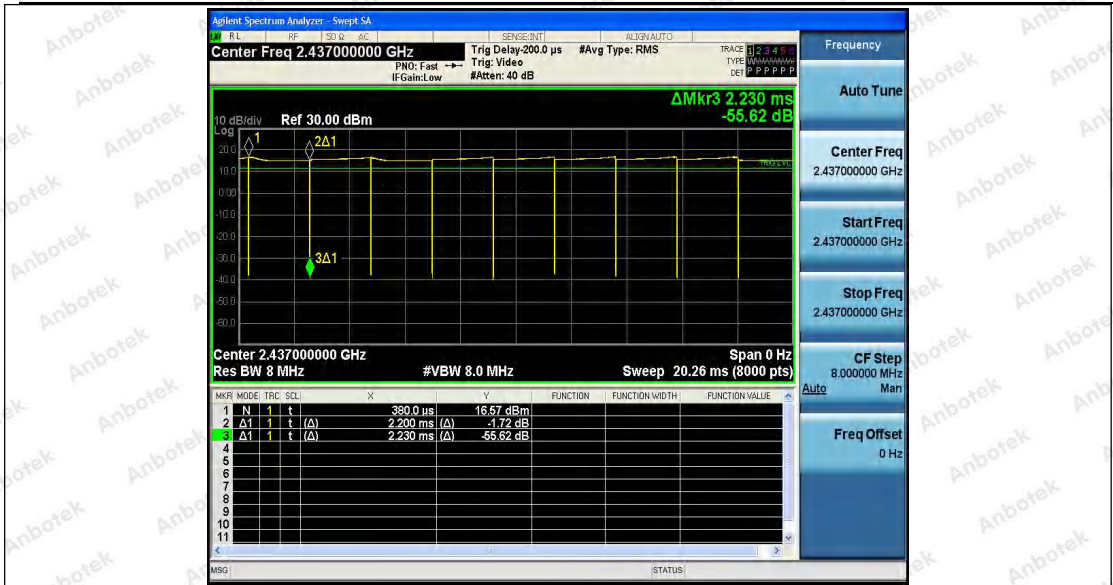 Agilent Spectrum Analyzer - Swept SA
RL RF 50 Ω AC SENSE:INT ALIGN AUTO
Center Freq 2.437000000 GHz
PNO: Fast
IFGain:Low
Trig Delay-200.0 µs
Trig: Video
#Atten: 40 dB
#Avg Type: RMS
TRACE 1 2 3 4 5 6
TYPE
DET P P P P P P
ΔMkr3 2.230 ms
-55.62 dB
10 dB/div Ref 30.00 dBm
Log
1
2Δ1
20.0
TRIG LVL
10.0
0.00
-10.0
-20.0
-30.0
3Δ1
-40.0
-50.0
-60.0
Center 2.437000000 GHz Span 0 Hz
Res BW 8 MHz #VBW 8.0 MHz Sweep 20.26 ms (8000 pts)
MKR MODE TRC SCL X Y FUNCTION FUNCTION WIDTH FUNCTION VALUE
1 N 1 t 380.0 µs 16.57 dBm
2 Δ1 1 t (Δ) 2.200 ms (Δ) -1.72 dB
3 Δ1 1 t (Δ) 2.230 ms (Δ) -55.62 dB
4
5
6
7
8
9
10
11
MSG STATUS
Frequency
Auto Tune
Center Freq
2.437000000 GHz
Start Freq
2.437000000 GHz
Stop Freq
2.437000000 GHz
CF Step
8.000000 MHz
Auto Man
Freq Offset
0 Hz
Anbotek